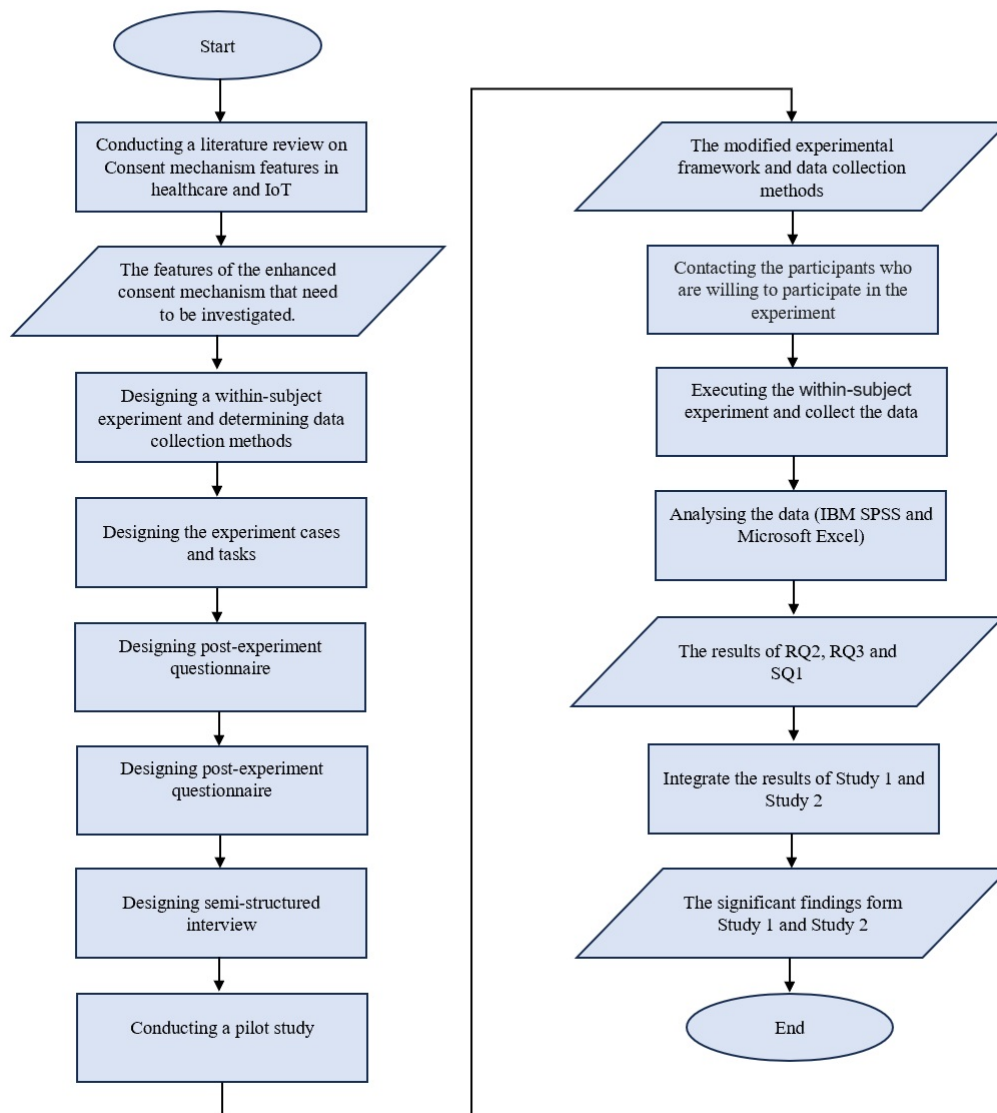 Start
Conducting a literature review on
Consent mechanism features in
healthcare and IoT
The features of the enhanced
consent mechanism that need
to be investigated.
Designing a within-subject
experiment and determining data
collection methods
Designing the experiment cases
and tasks
Designing post-experiment
questionnaire
Designing post-experiment
questionnaire
Designing semi-structured
interview
Conducting a pilot study
The modified experimental
framework and data collection
methods
Contacting the participants who
are willing to participate in the
experiment
Executing the within-subject
experiment and collect the data
Analysing the data (IBM SPSS and
Microsoft Excel)
The results of RQ2, RQ3 and
SQ1
Integrate the results of Study 1 and
Study 2
The significant findings form
Study 1 and Study 2
End